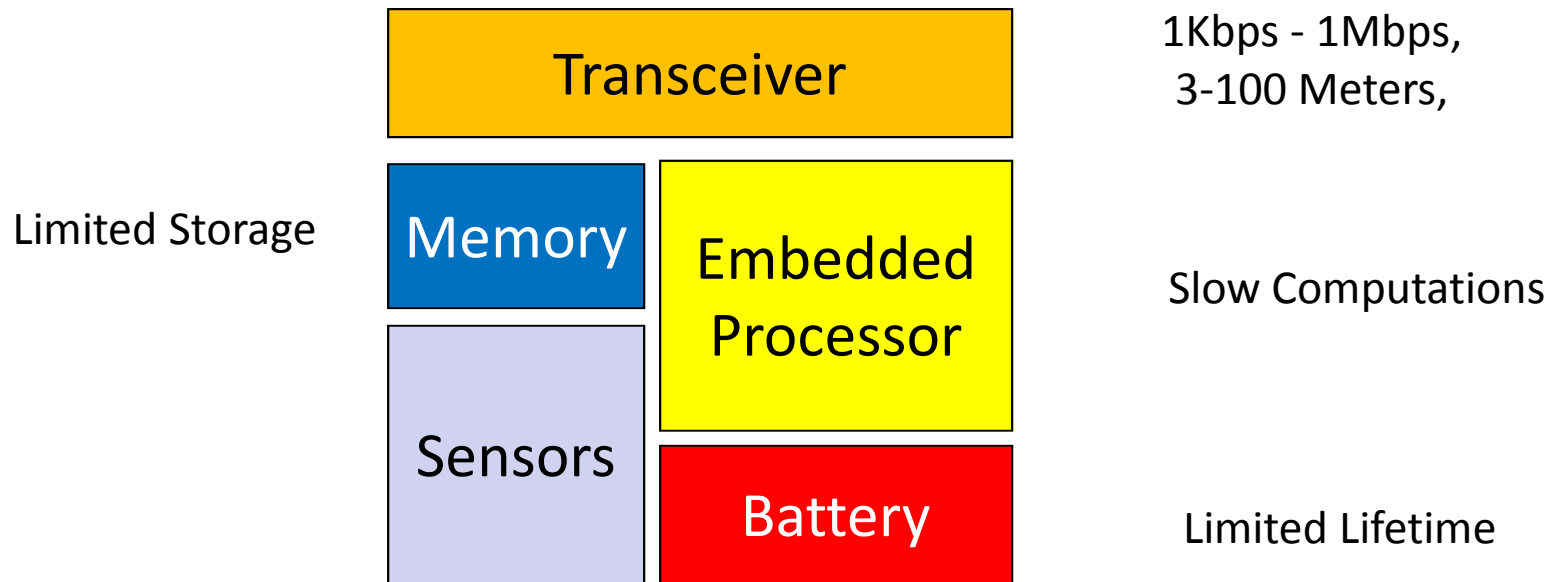 Transceiver
1Kbps - 1Mbps,
3-100 Meters,
Limited Storage
Memory
Embedded
Processor
Slow Computations
Sensors
Battery
Limited Lifetime